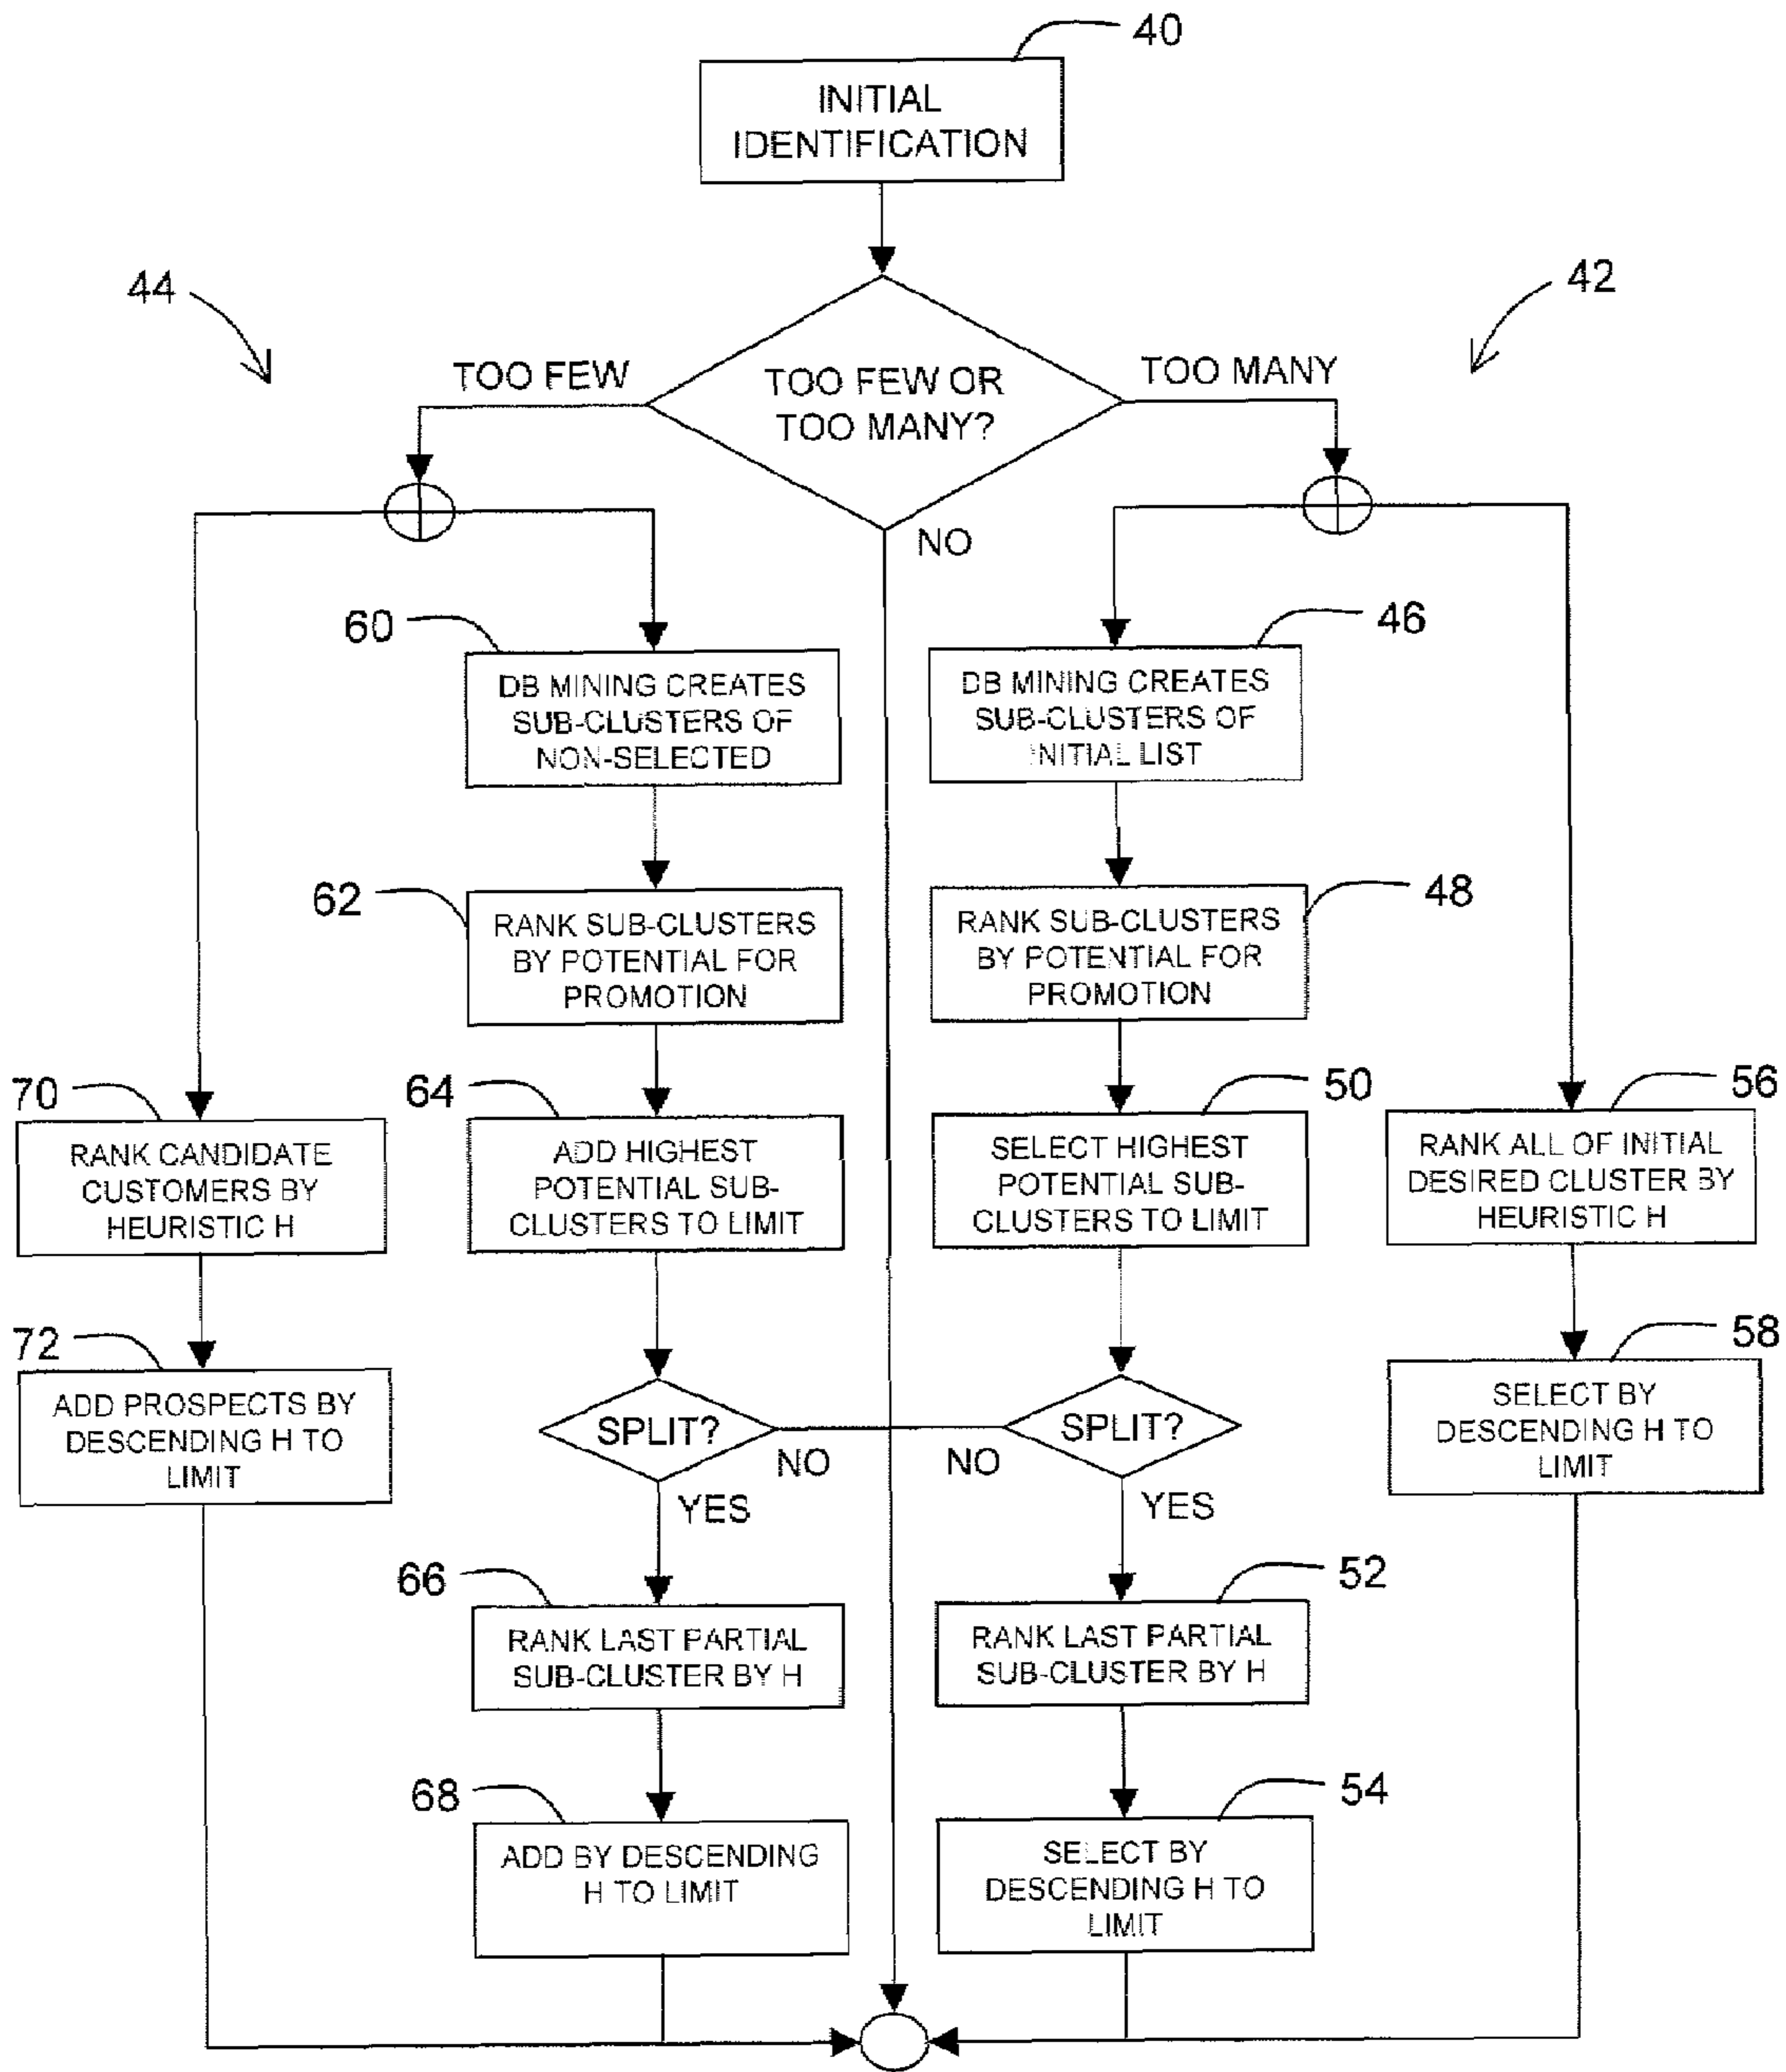 40
INITIAL
IDENTIFICATION
44
42
TOO FEW
TOO FEW OR
TOO MANY?
TOO MANY
NO
60
DB MINING CREATES
SUB-CLUSTERS OF
NON-SELECTED
46
DB MINING CREATES
SUB-CLUSTERS OF
INITIAL LIST
62
RANK SUB-CLUSTERS
BY POTENTIAL FOR
PROMOTION
48
RANK SUB-CLUSTERS
BY POTENTIAL FOR
PROMOTION
70
RANK CANDIDATE
CUSTOMERS BY
HEURISTIC H
64
ADD HIGHEST
POTENTIAL SUB-
CLUSTERS TO LIMIT
50
SELECT HIGHEST
POTENTIAL SUB-
CLUSTERS TO LIMIT
56
RANK ALL OF INITIAL
DESIRED CLUSTER BY
HEURISTIC H
72
ADD PROSPECTS BY
DESCENDING H TO
LIMIT
SPLIT?
NO
YES
SPLIT?
NO
YES
58
SELECT BY
DESCENDING H TO
LIMIT
66
RANK LAST PARTIAL
SUB-CLUSTER BY H
52
RANK LAST PARTIAL
SUB-CLUSTER BY H
68
ADD BY DESCENDING
H TO LIMIT
54
SELECT BY
DESCENDING H TO
LIMIT